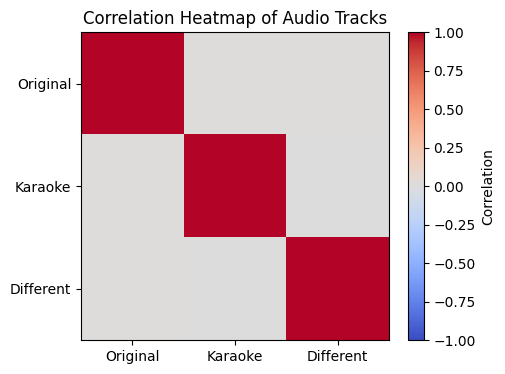 Correlation Heatmap of Audio Tracks
Original
Karaoke
Different
Original Karaoke Different
1.00
0.75
0.50
0.25
0.00
−0.25
−0.50
−0.75
−1.00
Correlation